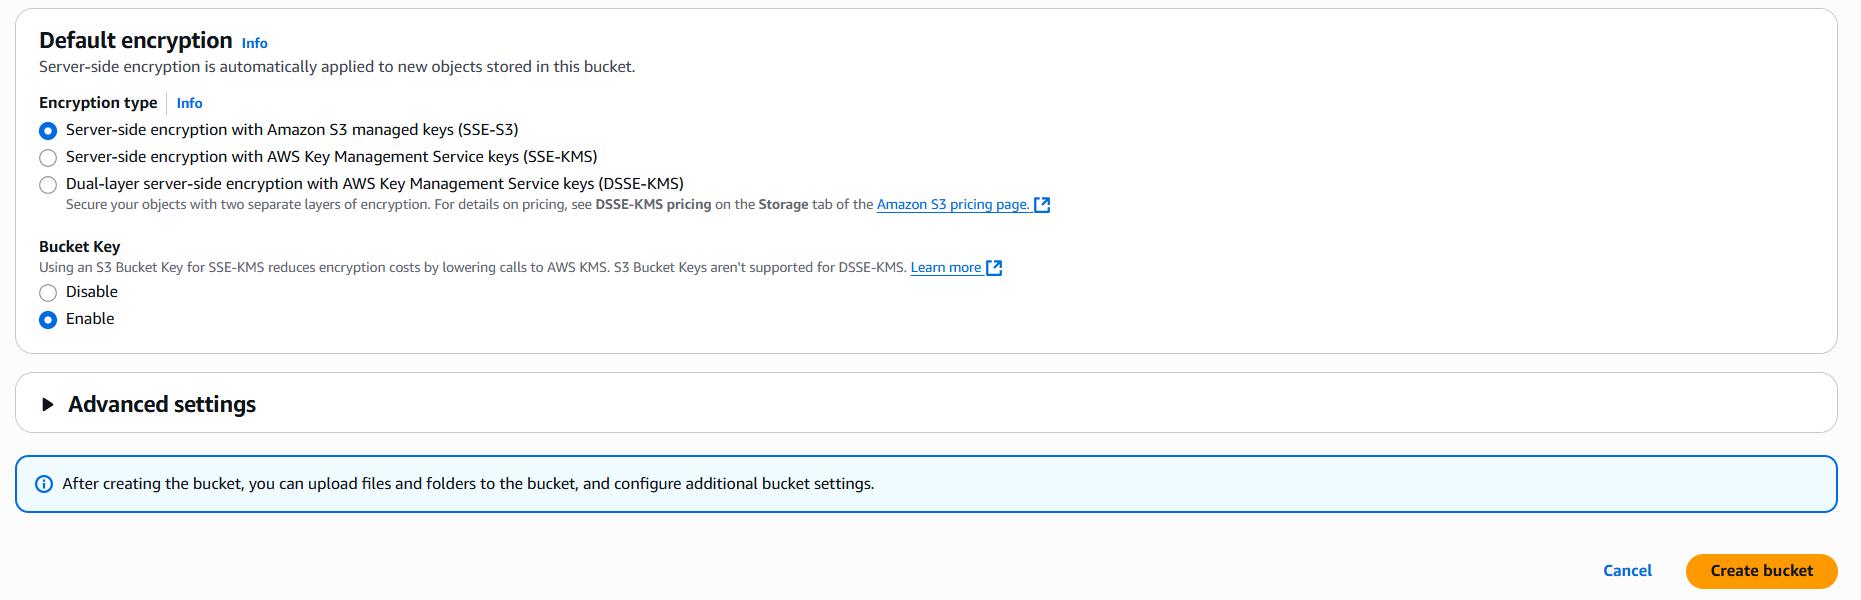 Default encryption Info
Server-side encryption is automatically applied to new objects stored in this bucket.
Encryption type Info
Server-side encryption with Amazon S3 managed keys (SSE-S3)
Server-side encryption with AWS Key Management Service keys (SSE-KMS)
Dual-layer server-side encryption with AWS Key Management Service keys (DSSE-KMS)
Secure your objects with two separate layers of encryption. For details on pricing, see DSSE-KMS pricing on the Storage tab of the Amazon S3 pricing page.
Bucket Key
Using an S3 Bucket Key for SSE-KMS reduces encryption costs by lowering calls to AWS KMS. S3 Bucket Keys aren't supported for DSSE-KMS. Learn more
Disable
Enable
Advanced settings
After creating the bucket, you can upload files and folders to the bucket, and configure additional bucket settings.
Cancel Create bucket